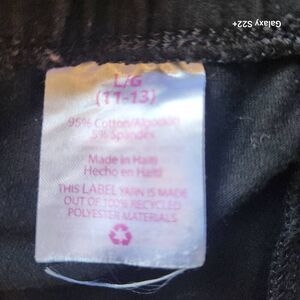 Galaxy S22+
L/G
(11-13)
95% Cotton/Algodón
5% Spandex
Made in Haiti
Hecho en Haití
THIS LABEL YARN IS MADE
OUT OF 100% RECYCLED
POLYESTER MATERIALS